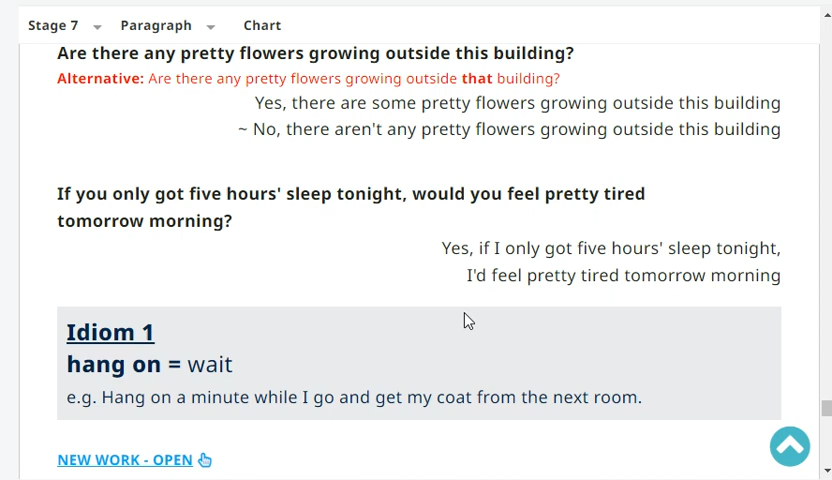 Stage 7 Paragraph Chart
Are there any pretty flowers growing outside this building?
Alternative: Are there any pretty flowers growing outside that building?
Yes, there are some pretty flowers growing outside this building
~ No, there aren't any pretty flowers growing outside this building
If you only got five hours' sleep tonight, would you feel pretty tired
tomorrow morning?
Yes, if I only got five hours' sleep tonight,
I'd feel pretty tired tomorrow morning
Idiom 1
hang on = wait
e.g. Hang on a minute while I go and get my coat from the next room.
NEW WORK - OPEN